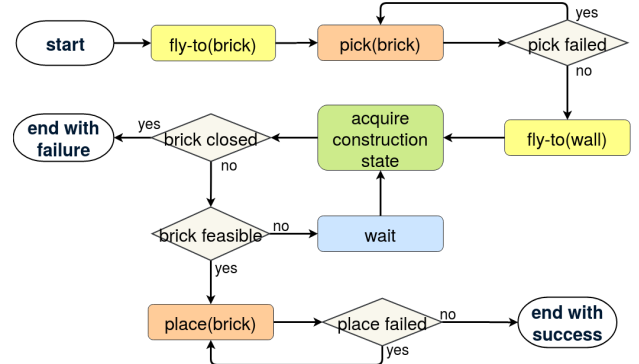 yes
start
fly-to(brick)
pick(brick)
pick failed
no
end with
failure
yes
brick closed
acquire
construction
state
fly-to(wall)
no
brick feasible
no
wait
yes
place(brick)
place failed
no
end with
success
yes